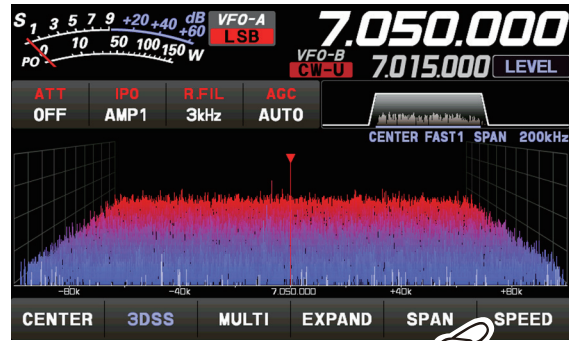 S 1 3 5 7 9 +20 +40 +60 dB
PO 0 10 50 100 150 W
VFO-A
LSB
7.050.000
VFO-B
CW-U
7.015.000
LEVEL
ATT IPO R.FIL AGC
OFF AMP1 3kHz AUTO
CENTER FAST1 SPAN 200kHz
-80k -40k 7.050.000 +40k +80k
CENTER 3DSS MULTI EXPAND SPAN SPEED